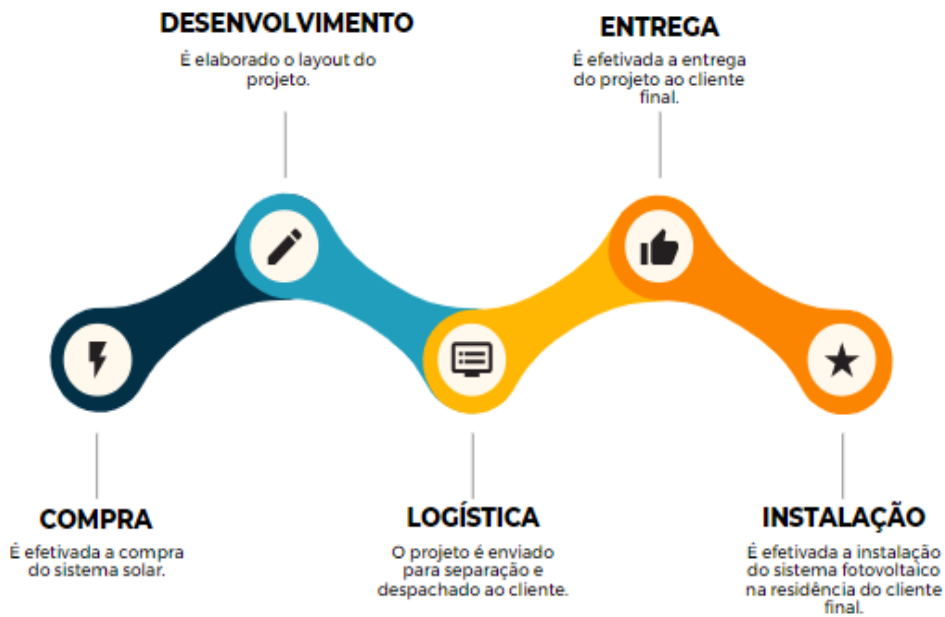 DESENVOLVIMENTO
É elaborado o layout do
projeto.
ENTREGA
É efetivada a entrega
do projeto ao cliente
final.
COMPRA
É efetivada a compra
do sistema solar.
LOGÍSTICA
O projeto é enviado
para separação e
despachado ao cliente.
INSTALAÇÃO
É efetivada a instalação
do sistema fotovoltaico
na residência do cliente
final.